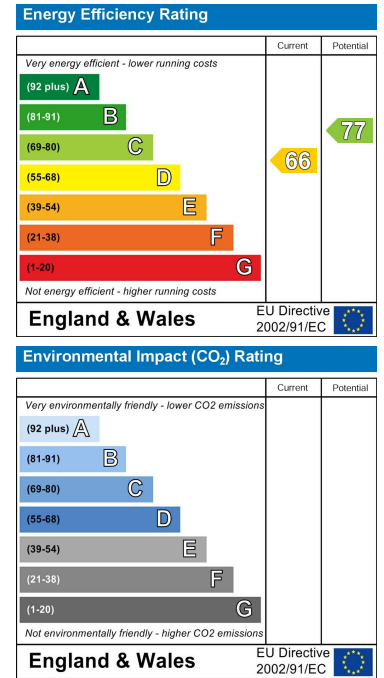 Energy Efficiency Rating
Current Potential
Very energy efficient - lower running costs
(92 plus) A
(81-91) B
(69-80) C
(55-68) D
(39-54) E
(21-38) F
(1-20) G
66
77
Not energy efficient - higher running costs
England & Wales
EU Directive
2002/91/EC
Environmental Impact (CO₂) Rating
Current Potential
Very environmentally friendly - lower CO2 emissions
(92 plus) A
(81-91) B
(69-80) C
(55-68) D
(39-54) E
(21-38) F
(1-20) G
Not environmentally friendly - higher CO2 emissions
England & Wales
EU Directive
2002/91/EC